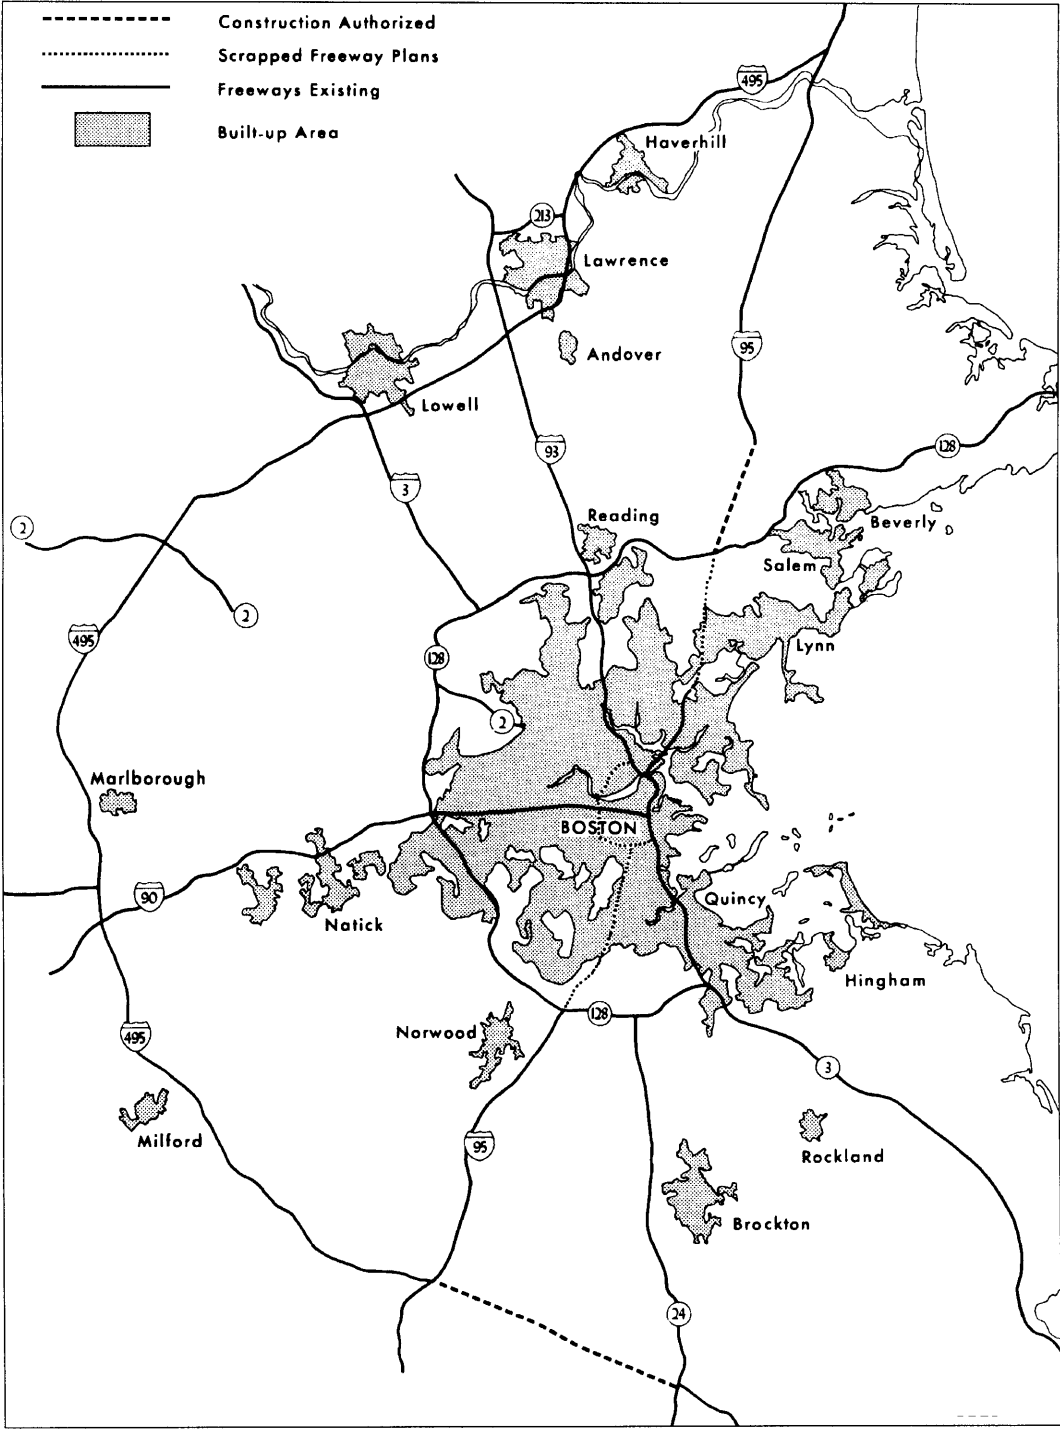 Construction Authorized
Scrapped Freeway Plans
Freeways Existing
Built-up Area
495
Haverhill
213
Lawrence
95
Andover
Lowell
93
128
3
Reading
Beverly
2
Salem
2
495
Lynn
128
2
Marlborough
BOSTON
90
Natick
Quincy
Hingham
128
Norwood
495
3
Milford
95
Rockland
Brockton
24